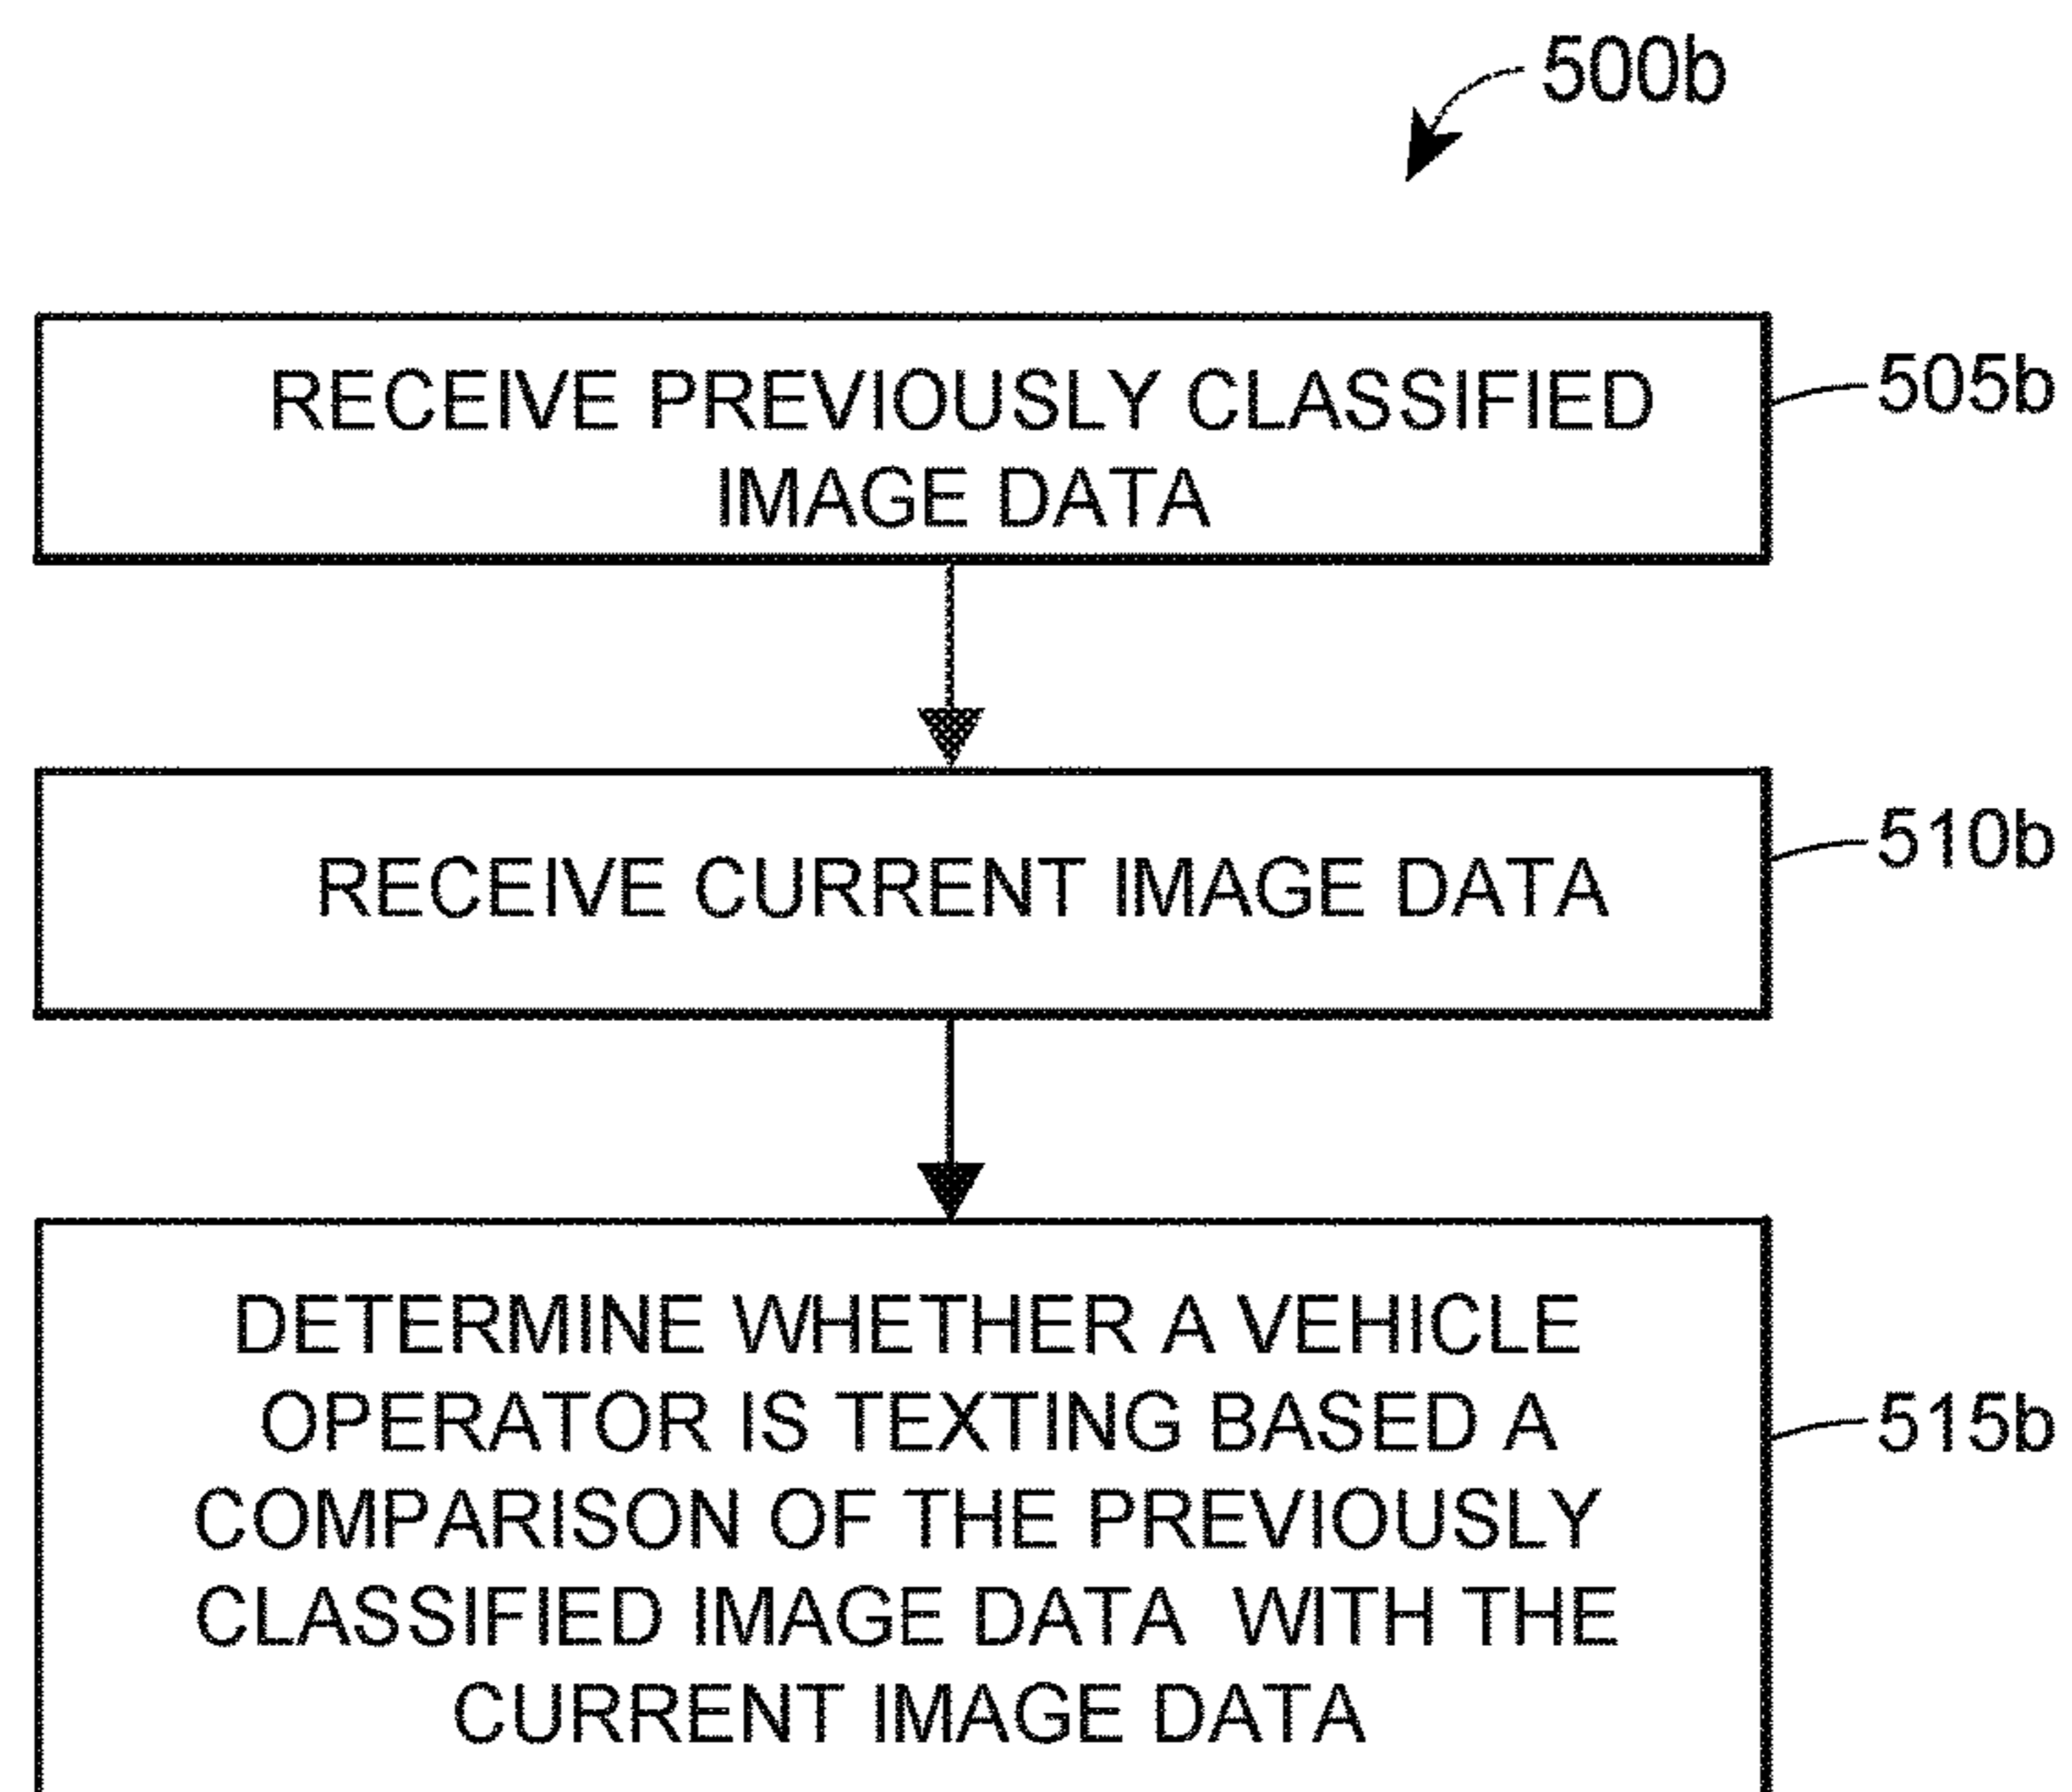 500b
RECEIVE PREVIOUSLY CLASSIFIED
IMAGE DATA
505b
RECEIVE CURRENT IMAGE DATA
510b
DETERMINE WHETHER A VEHICLE
OPERATOR IS TEXTING BASED A
COMPARISON OF THE PREVIOUSLY
CLASSIFIED IMAGE DATA WITH THE
CURRENT IMAGE DATA
515b